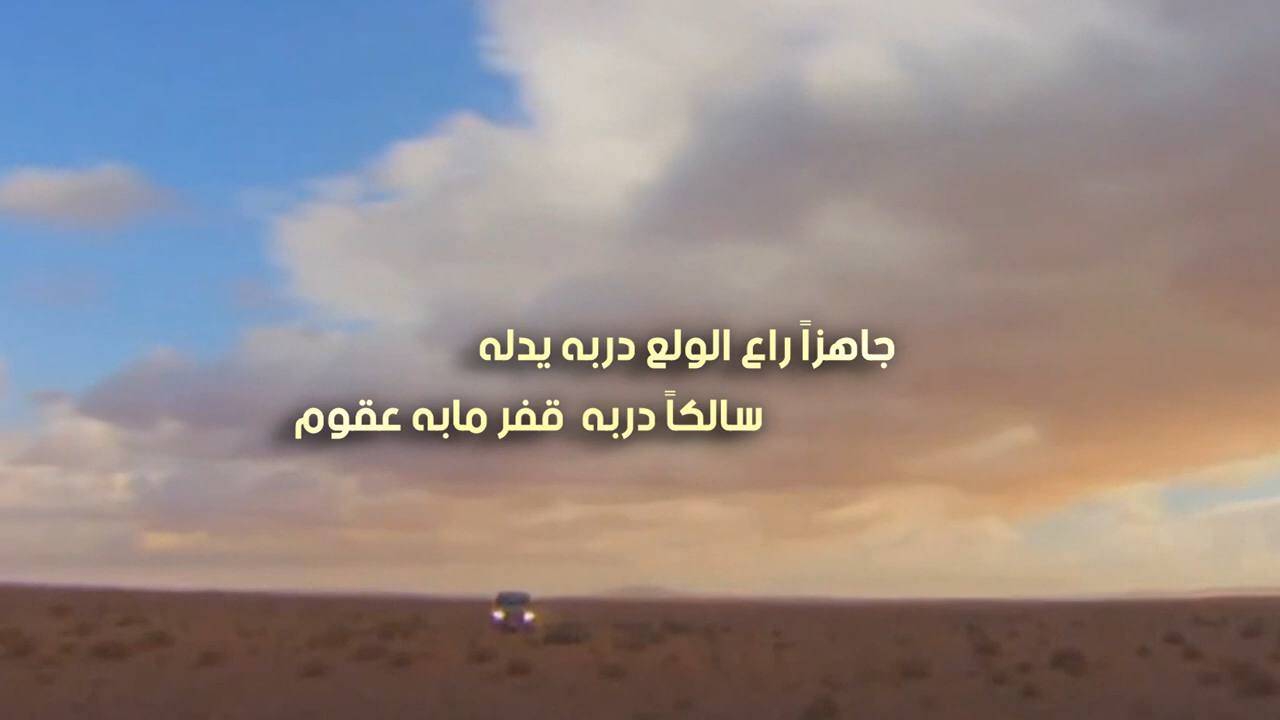 جاهزاً راع الولع دربه يدله
سالكاً دربه قفر مابه عقوم